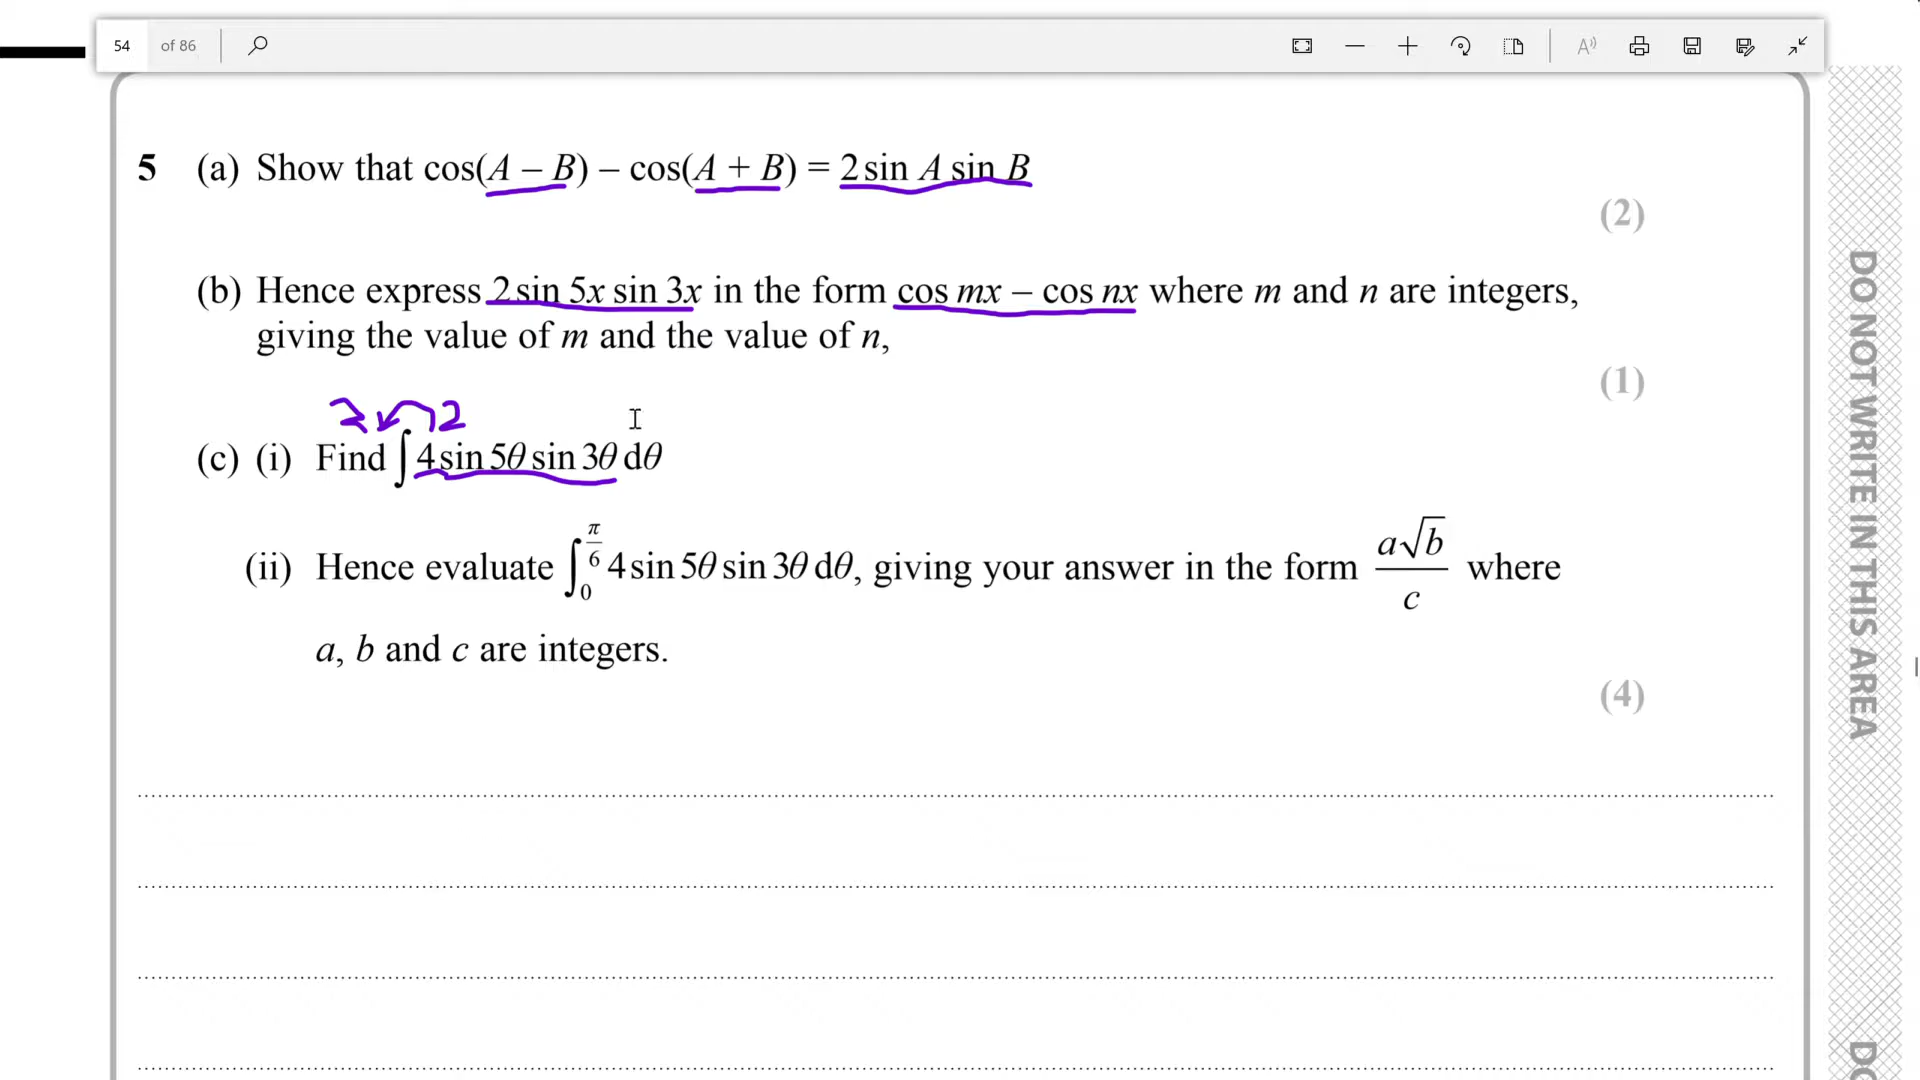 54 of 86
5 (a) Show that cos(A – B) – cos(A + B) = 2 sin A sin B
(2)
(b) Hence express 2 sin 5x sin 3x in the form cos mx – cos nx where m and n are integers,
giving the value of m and the value of n,
(1)
2 2
(c) (i) Find ∫ 4 sin 5θ sin 3θ dθ
(ii) Hence evaluate ∫₀^(π/6) 4 sin 5θ sin 3θ dθ, giving your answer in the form a√b/c where
a, b and c are integers.
(4)
DO NOT WRITE IN THIS AREA
DO